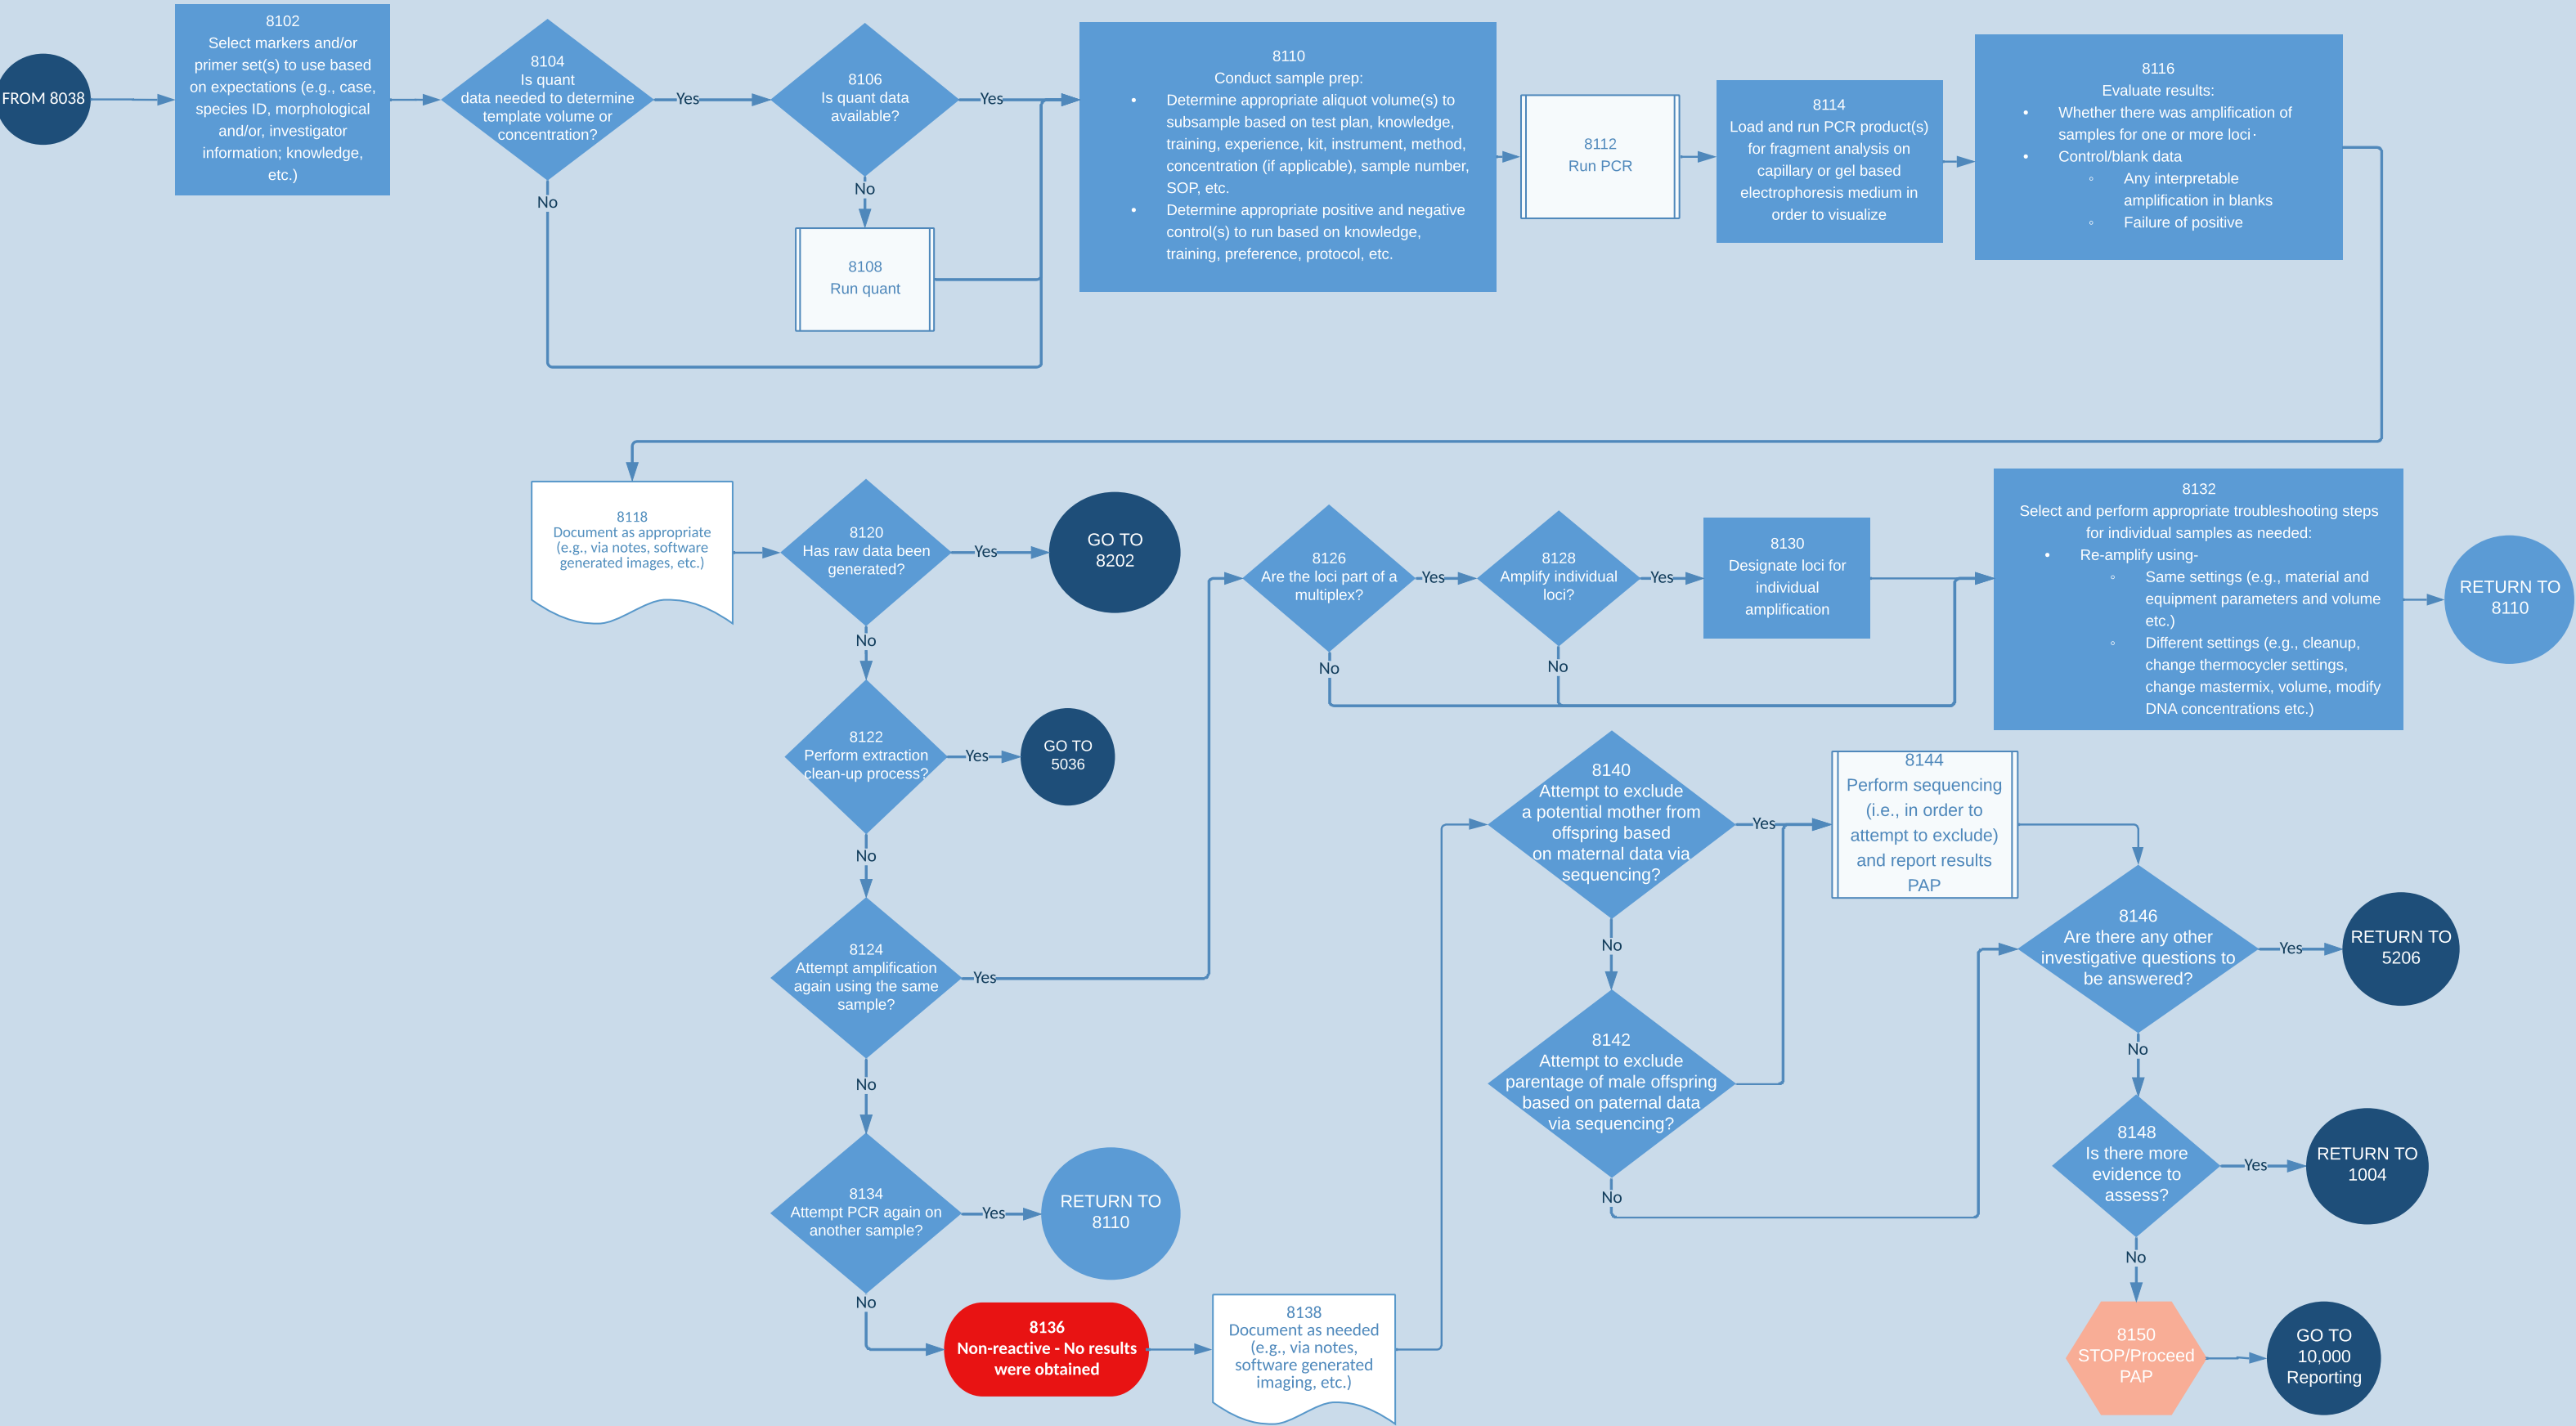 FROM 8038
8102
Select markers and/or
primer set(s) to use based
on expectations (e.g., case,
species ID, morphological
and/or, investigator
information; knowledge,
etc.)
8104
Is quant
data needed to determine
template volume or
concentration?
Yes
No
8106
Is quant data
available?
Yes
No
8108
Run quant
8110
Conduct sample prep:
• Determine appropriate aliquot volume(s) to
subsample based on test plan, knowledge,
training, experience, kit, instrument, method,
concentration (if applicable), sample number,
SOP, etc.
• Determine appropriate positive and negative
control(s) to run based on knowledge,
training, preference, protocol, etc.
8112
Run PCR
8114
Load and run PCR product(s)
for fragment analysis on
capillary or gel based
electrophoresis medium in
order to visualize
8116
Evaluate results:
• Whether there was amplification of
samples for one or more loci·
• Control/blank data
◦ Any interpretable
amplification in blanks
◦ Failure of positive
8118
Document as appropriate
(e.g., via notes, software
generated images, etc.)
8120
Has raw data been
generated?
Yes
GO TO
8202
No
8122
Perform extraction
clean-up process?
Yes
GO TO
5036
No
8124
Attempt amplification
again using the same
sample?
Yes
No
8126
Are the loci part of a
multiplex?
Yes
No
8128
Amplify individual
loci?
Yes
No
8130
Designate loci for
individual
amplification
8132
Select and perform appropriate troubleshooting steps
for individual samples as needed:
• Re-amplify using-
◦ Same settings (e.g., material and
equipment parameters and volume
etc.)
◦ Different settings (e.g., cleanup,
change thermocycler settings,
change mastermix, volume, modify
DNA concentrations etc.)
RETURN TO
8110
8134
Attempt PCR again on
another sample?
Yes
RETURN TO
8110
No
8136
Non-reactive - No results
were obtained
8138
Document as needed
(e.g., via notes,
software generated
imaging, etc.)
8140
Attempt to exclude
a potential mother from
offspring based
on maternal data via
sequencing?
Yes
No
8142
Attempt to exclude
parentage of male offspring
based on paternal data
via sequencing?
No
8144
Perform sequencing
(i.e., in order to
attempt to exclude)
and report results
PAP
8146
Are there any other
investigative questions to
be answered?
Yes
RETURN TO
5206
No
8148
Is there more
evidence to
assess?
Yes
RETURN TO
1004
No
8150
STOP/Proceed
PAP
GO TO
10,000
Reporting